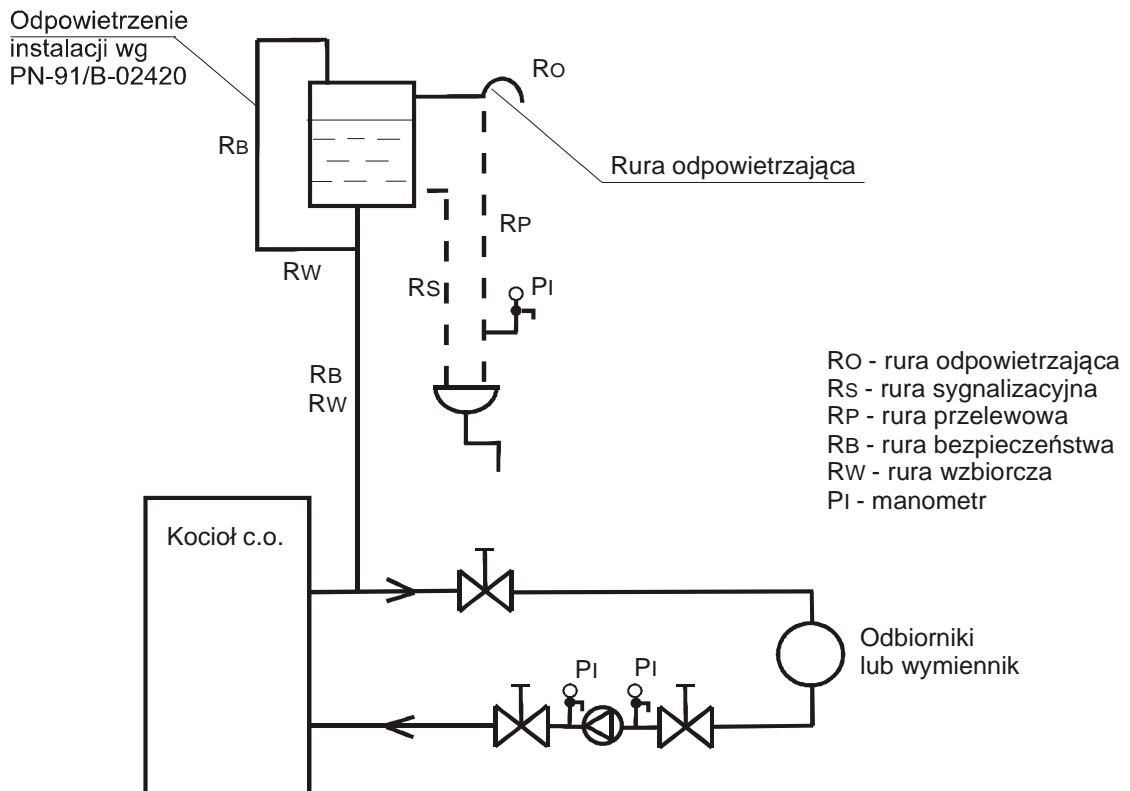 Odpowietrzenie
instalacji wg
PN-91/B-02420
RO
RB
Rura odpowietrzająca
RP
RW
RS
PI
RB
RW
RO - rura odpowietrzająca
RS - rura sygnalizacyjna
RP - rura przelewowa
RB - rura bezpieczeństwa
RW - rura wzbiorcza
PI - manometr
Kocioł c.o.
Odbiorniki
lub wymiennik
PI
PI